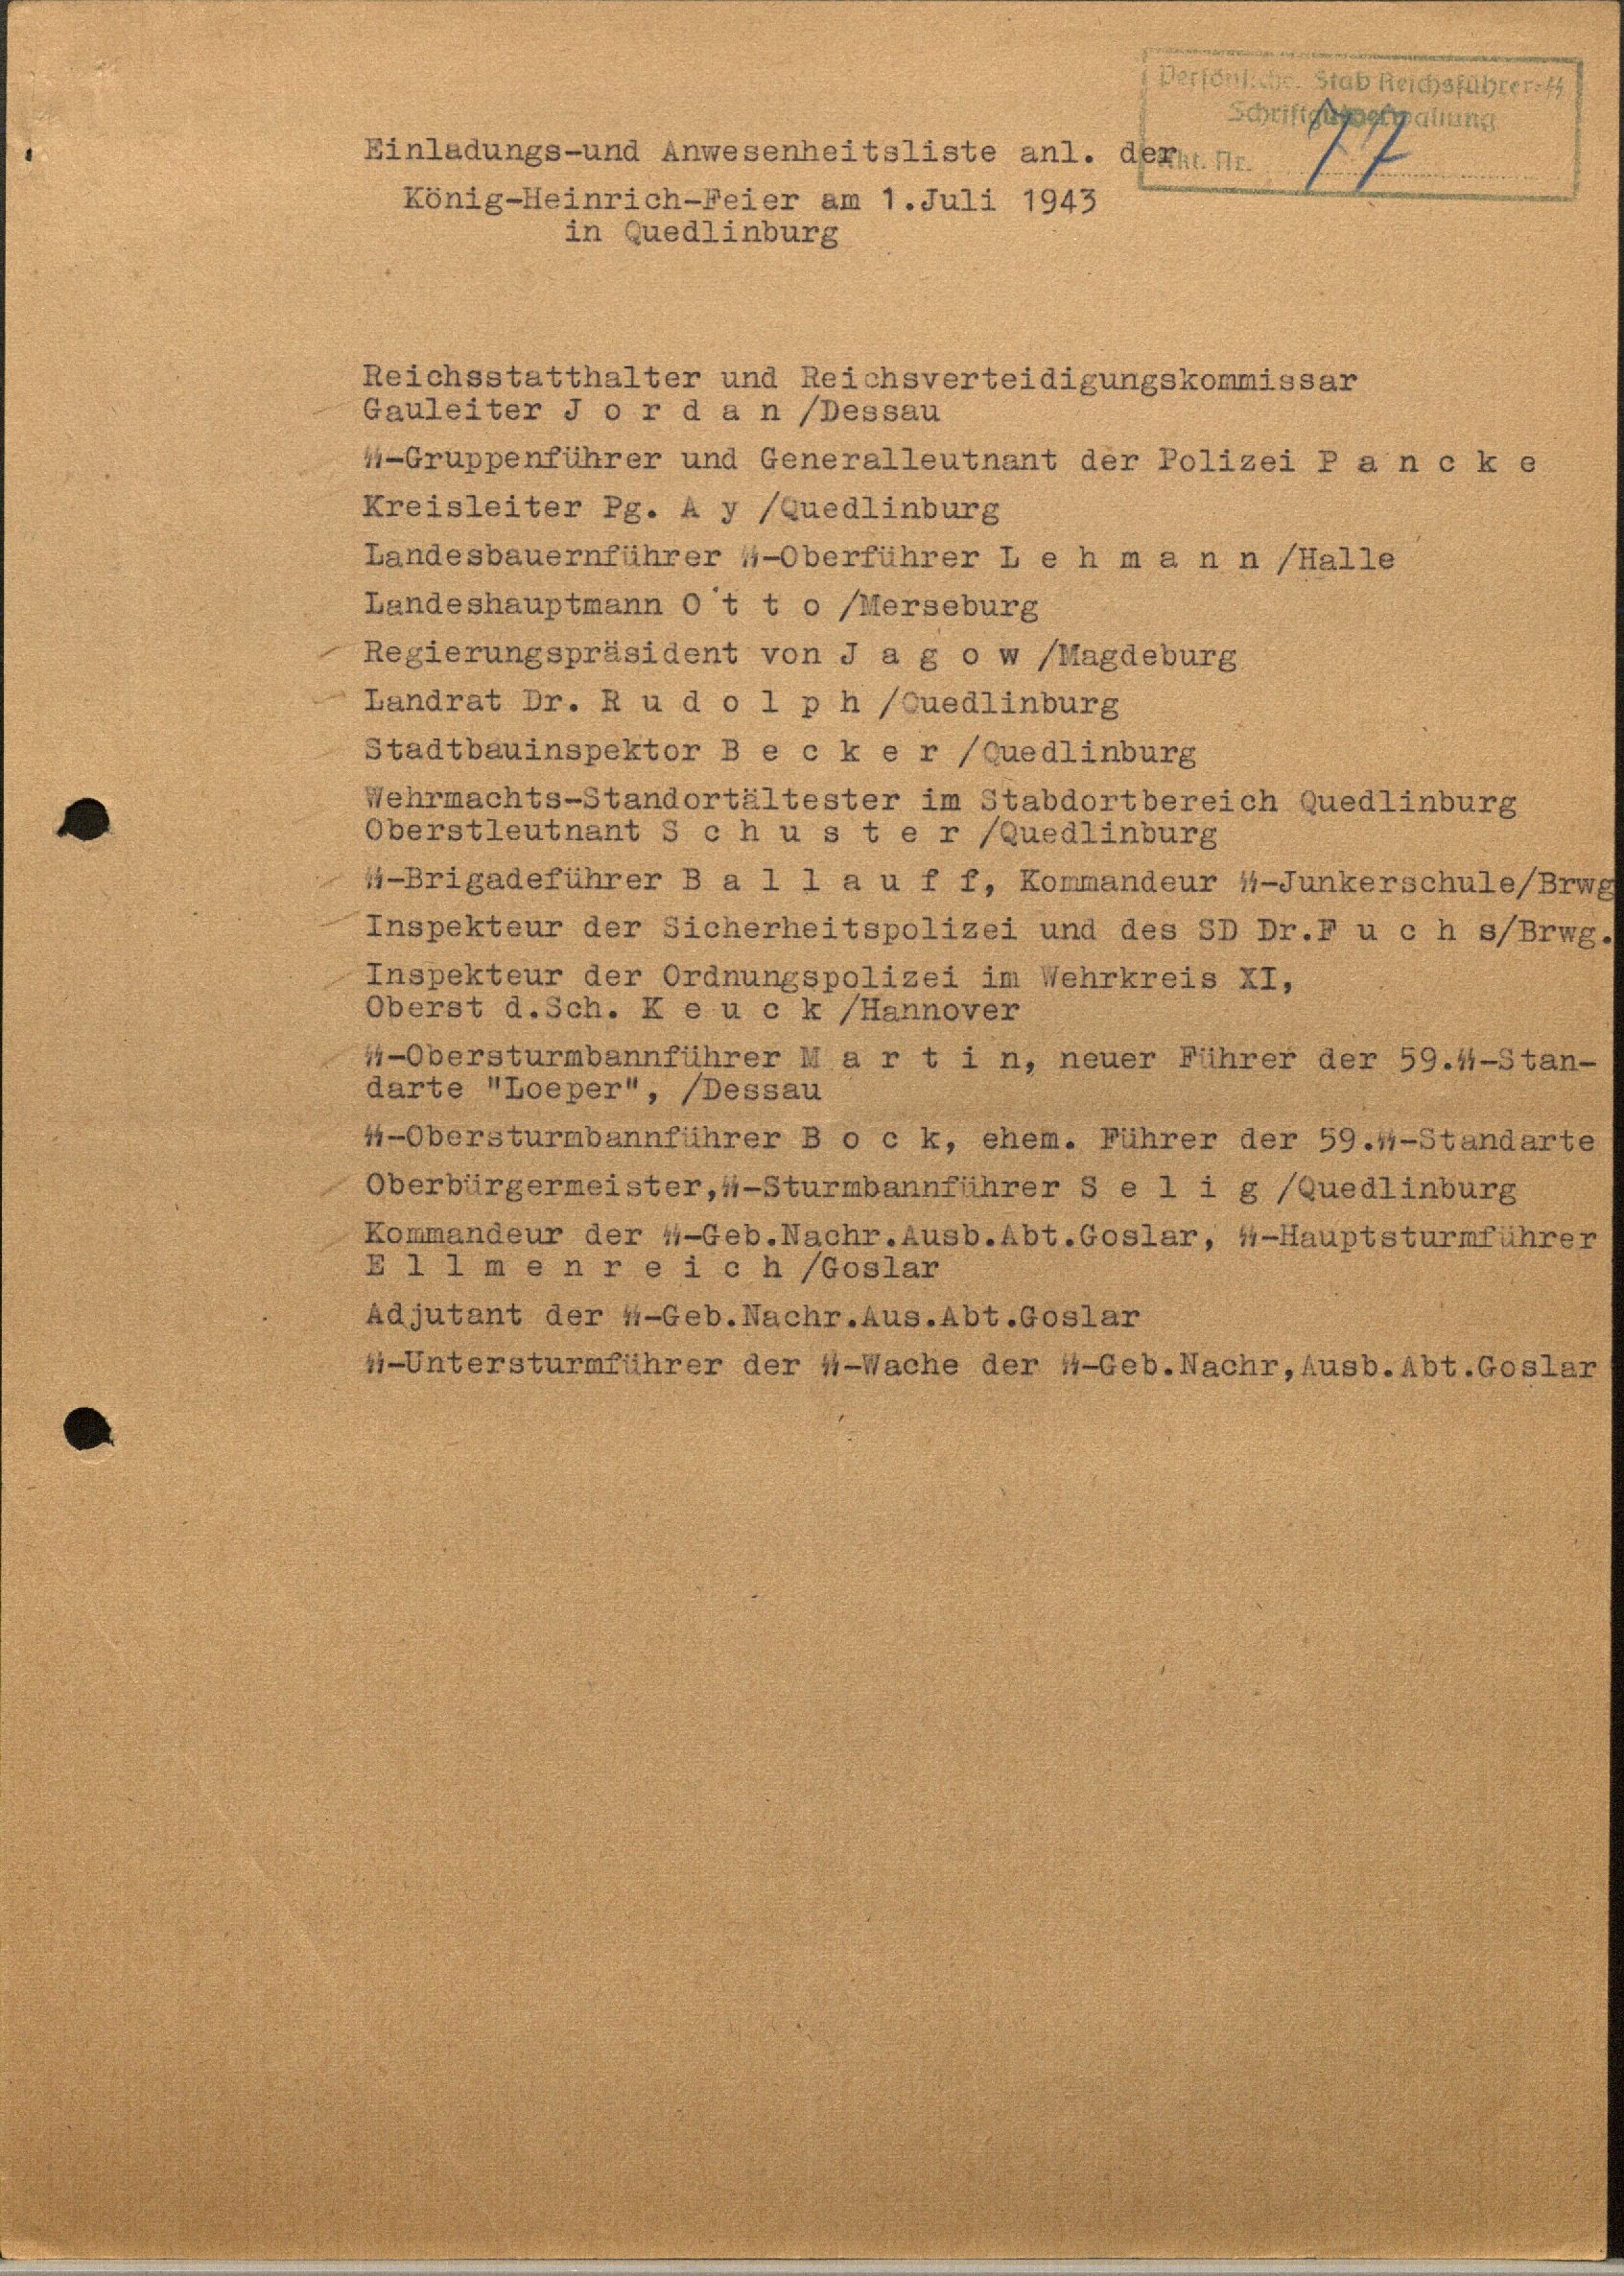 Persönliche. Stab Reichsführer-SS
Schriftgutverwaltung
Akt. Nr. 17
Einladungs-und Anwesenheitsliste anl. der
König-Heinrich-Feier am 1.Juli 1943
in Quedlinburg
Reichsstatthalter und Reichsverteidigungskommissar
Gauleiter J o r d a n /Dessau
SS-Gruppenführer und Generalleutnant der Polizei P a n c k e
Kreisleiter Pg. A y /Quedlinburg
Landesbauernführer SS-Oberführer L e h m a n n /Halle
Landeshauptmann O t t o /Merseburg
Regierungspräsident von J a g o w /Magdeburg
Landrat Dr. R u d o l p h /Quedlinburg
Stadtbauinspektor B e c k e r /Quedlinburg
Wehrmachts-Standortältester im Stabdortbereich Quedlinburg
Oberstleutnant S c h u s t e r /Quedlinburg
SS-Brigadeführer B a l l a u f f, Kommandeur SS-Junkerschule/Brwg
Inspekteur der Sicherheitspolizei und des SD Dr.F u c h s/Brwg.
Inspekteur der Ordnungspolizei im Wehrkreis XI,
Oberst d.Sch. K e u c k /Hannover
SS-Obersturmbannführer M a r t i n, neuer Führer der 59.SS-Stan-
darte "Loeper", /Dessau
SS-Obersturmbannführer B o c k, ehem. Führer der 59.SS-Standarte
Oberbürgermeister,SS-Sturmbannführer S e l i g /Quedlinburg
Kommandeur der SS-Geb.Nachr.Ausb.Abt.Goslar, SS-Hauptsturmführer
E l l m e n r e i c h /Goslar
Adjutant der SS-Geb.Nachr.Aus.Abt.Goslar
SS-Untersturmführer der SS-Wache der SS-Geb.Nachr,Ausb.Abt.Goslar